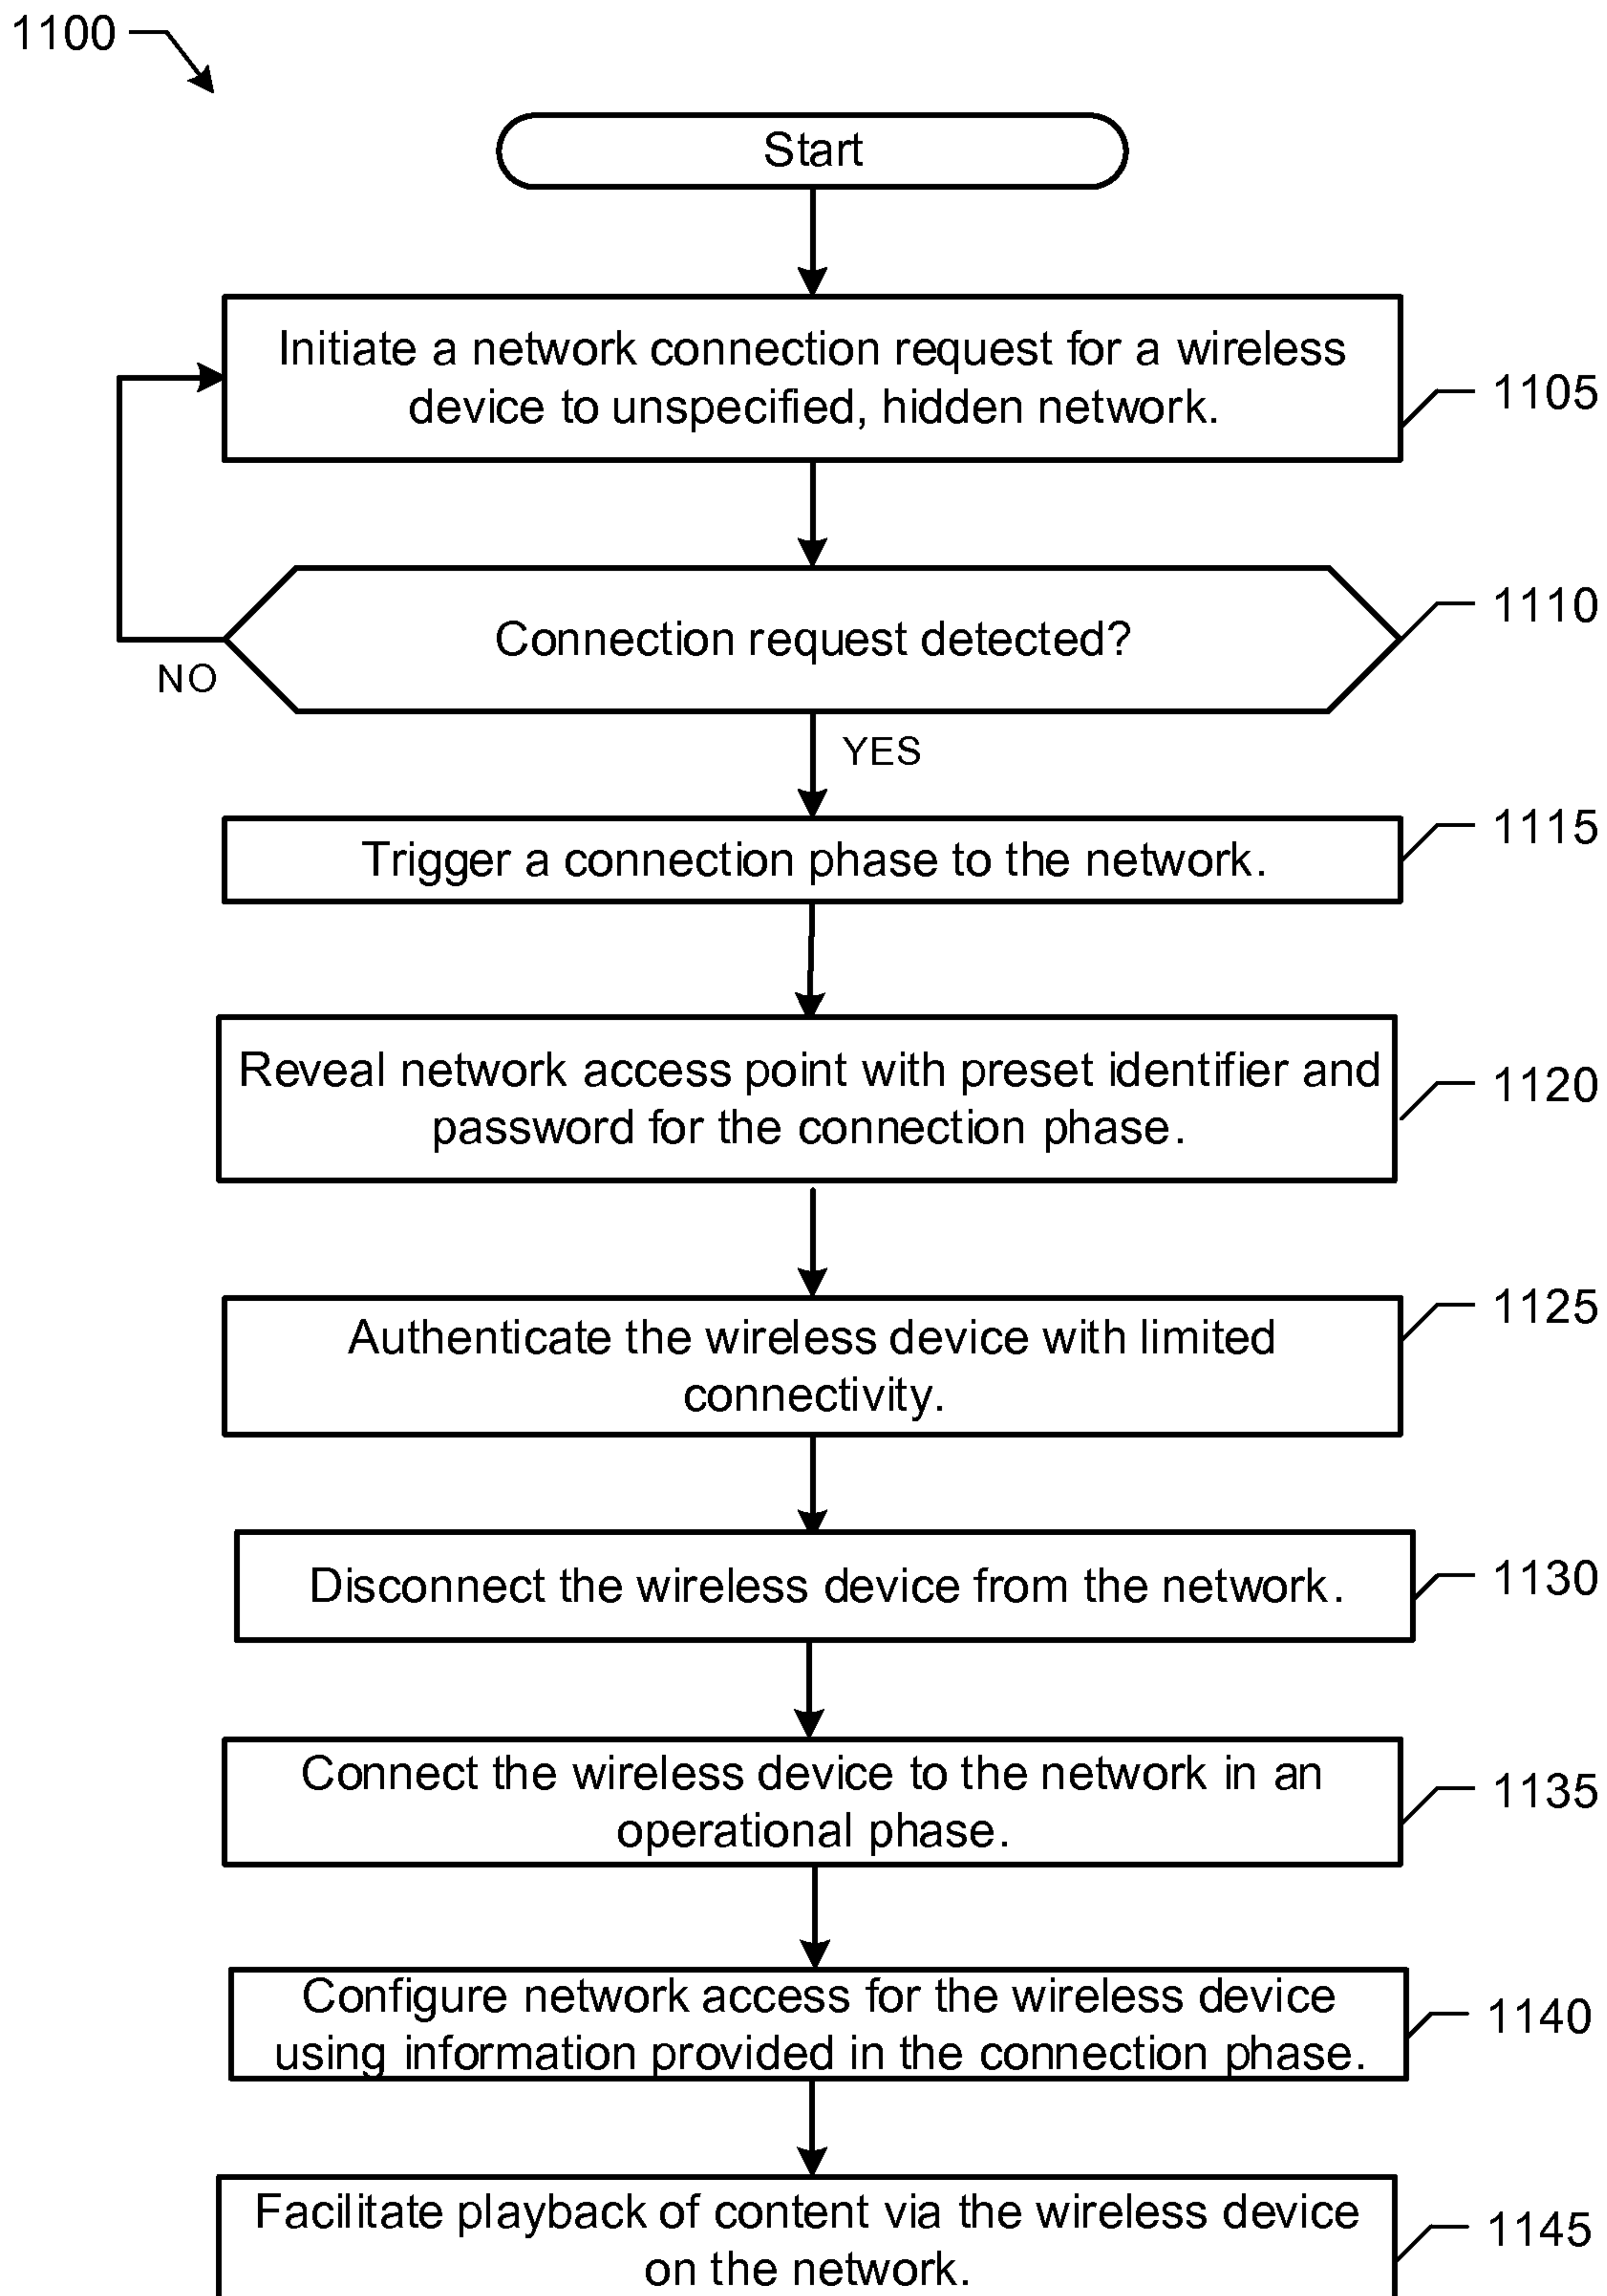 1100
Start
Initiate a network connection request for a wireless
device to unspecified, hidden network.
1105
Connection request detected?
1110
NO
YES
Trigger a connection phase to the network.
1115
Reveal network access point with preset identifier and
password for the connection phase.
1120
Authenticate the wireless device with limited
connectivity.
1125
Disconnect the wireless device from the network.
1130
Connect the wireless device to the network in an
operational phase.
1135
Configure network access for the wireless device
using information provided in the connection phase.
1140
Facilitate playback of content via the wireless device
on the network.
1145